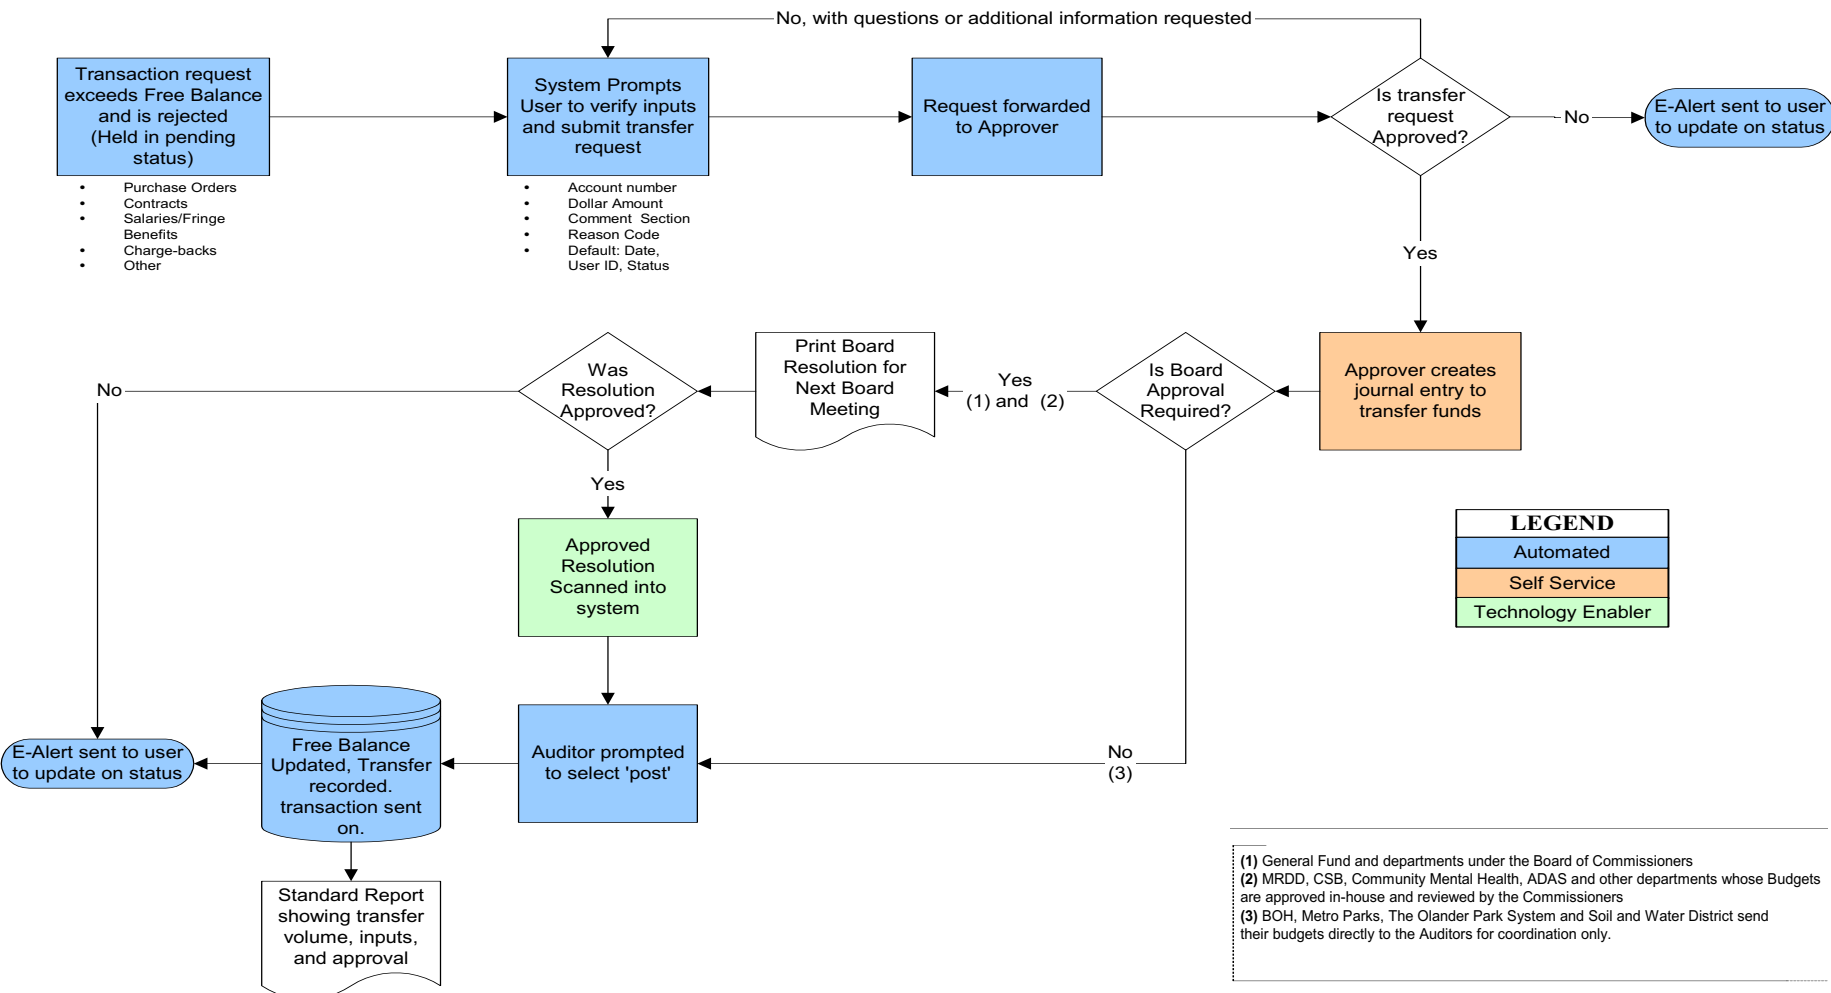 No, with questions or additional information requested
Transaction request
exceeds Free Balance
and is rejected
(Held in pending
status)
• Purchase Orders
• Contracts
• Salaries/Fringe
Benefits
• Charge-backs
• Other
System Prompts
User to verify inputs
and submit transfer
request
• Account number
• Dollar Amount
• Comment Section
• Reason Code
• Default: Date,
User ID, Status
Request forwarded
to Approver
Is transfer
request
Approved?
No
E-Alert sent to user
to update on status
Yes
Approver creates
journal entry to
transfer funds
Is Board
Approval
Required?
Yes
(1) and (2)
Print Board
Resolution for
Next Board
Meeting
Was
Resolution
Approved?
No
Yes
Approved
Resolution
Scanned into
system
LEGEND
Automated
Self Service
Technology Enabler
No
(3)
Auditor prompted
to select 'post'
Free Balance
Updated, Transfer
recorded.
transaction sent
on.
E-Alert sent to user
to update on status
Standard Report
showing transfer
volume, inputs,
and approval
(1) General Fund and departments under the Board of Commissioners
(2) MRDD, CSB, Community Mental Health, ADAS and other departments whose Budgets
are approved in-house and reviewed by the Commissioners
(3) BOH, Metro Parks, The Olander Park System and Soil and Water District send
their budgets directly to the Auditors for coordination only.